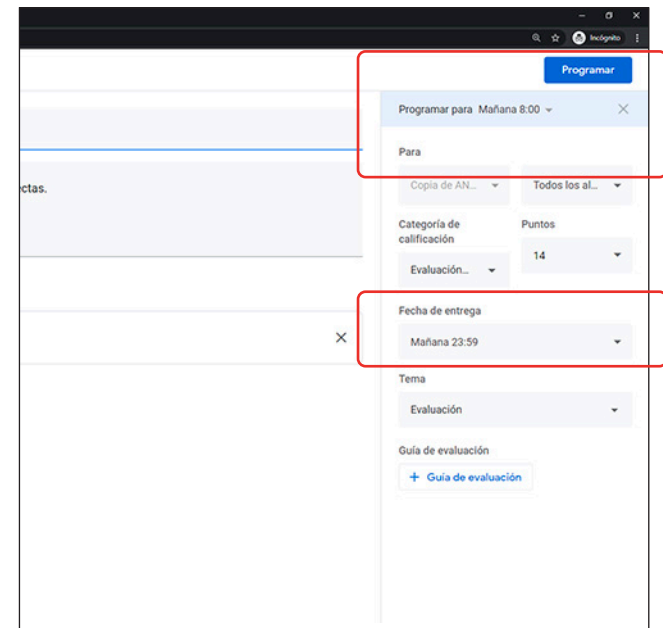 Incógnito
Programar
Programar para Mañana 8:00
Para
ctas.
Copia de AN... Todos los al...
Categoría de calificación
Puntos
14
Evaluación...
Fecha de entrega
Mañana 23:59
Tema
Evaluación
Guía de evaluación
+ Guía de evaluación